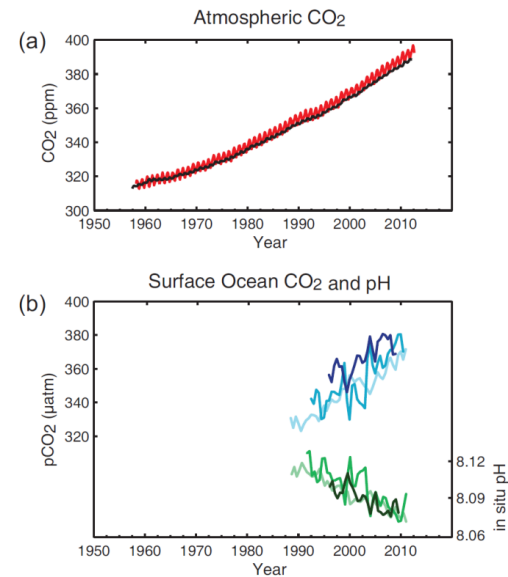 Atmospheric CO2
(a)
400
380
360
340
320
300
CO2 (ppm)
1950 1960 1970 1980 1990 2000 2010
Year
Surface Ocean CO2 and pH
(b)
400
380
360
340
320
pCO2 (µatm)
8.12
8.09
8.06
in situ pH
1950 1960 1970 1980 1990 2000 2010
Year